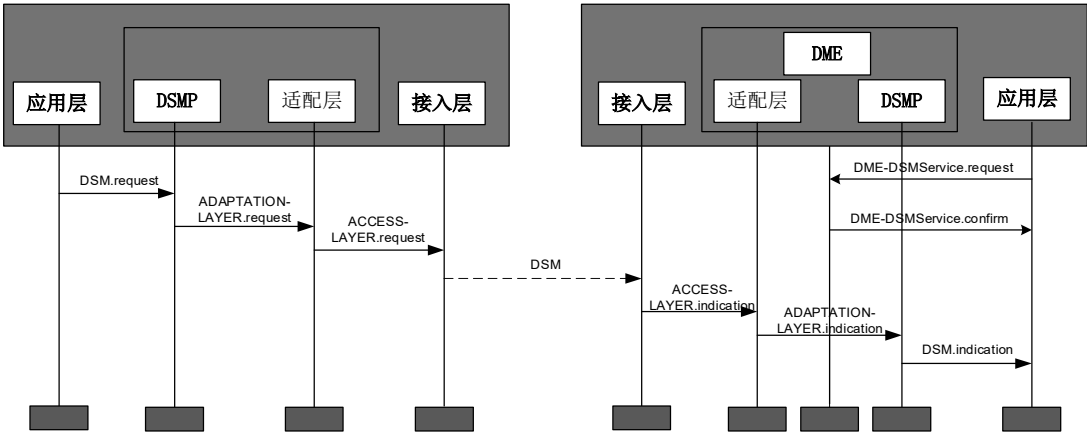 DME
应用层
DSMP
适配层
接入层
接入层
适配层
DSMP
应用层
DSM.request
ADAPTATION-
LAYER.request
ACCESS-
LAYER.request
DSM
DME-DSMService.request
DME-DSMService.confirm
ACCESS-
LAYER.indication
ADAPTATION-
LAYER.indication
DSM.indication